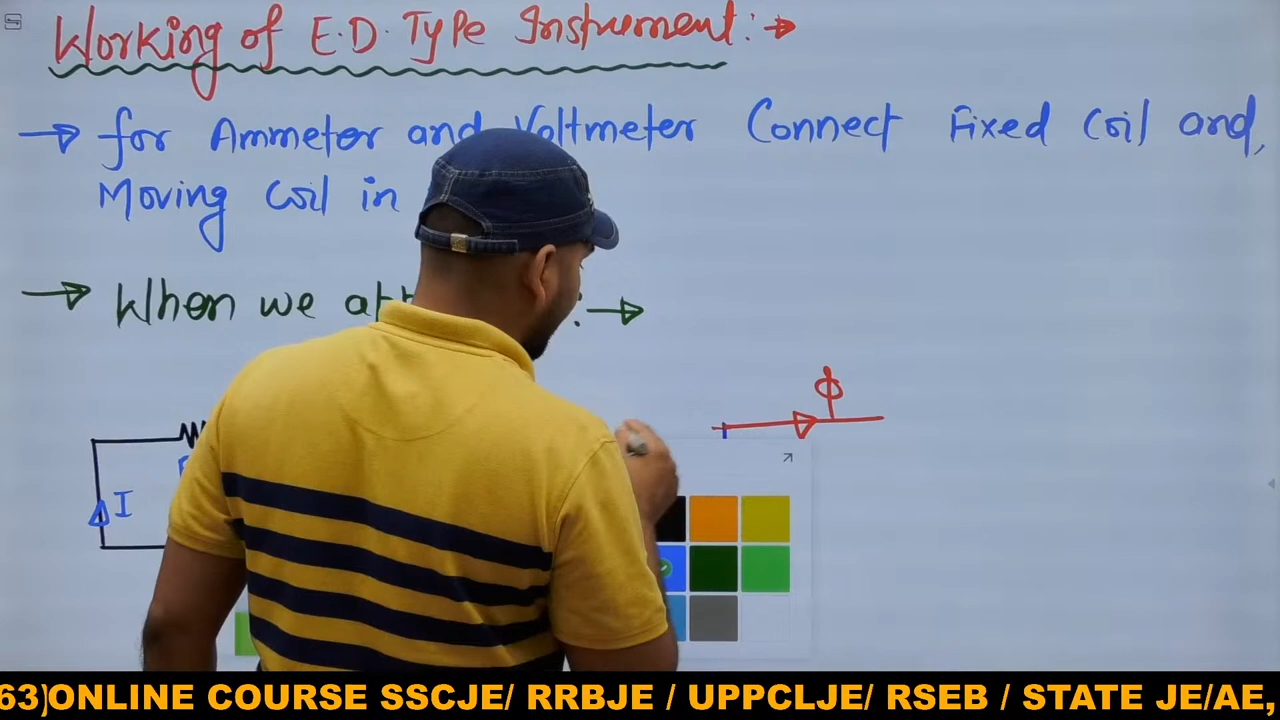 Working of E.D. Type Instrument:→
→ for Ammeter and Voltmeter Connect Fixed Coil and,
Moving Coil in
→ When we :→
ϕ
I
63)ONLINE COURSE SSCJE/ RRBJE / UPPCLJE/ RSEB / STATE JE/AE,